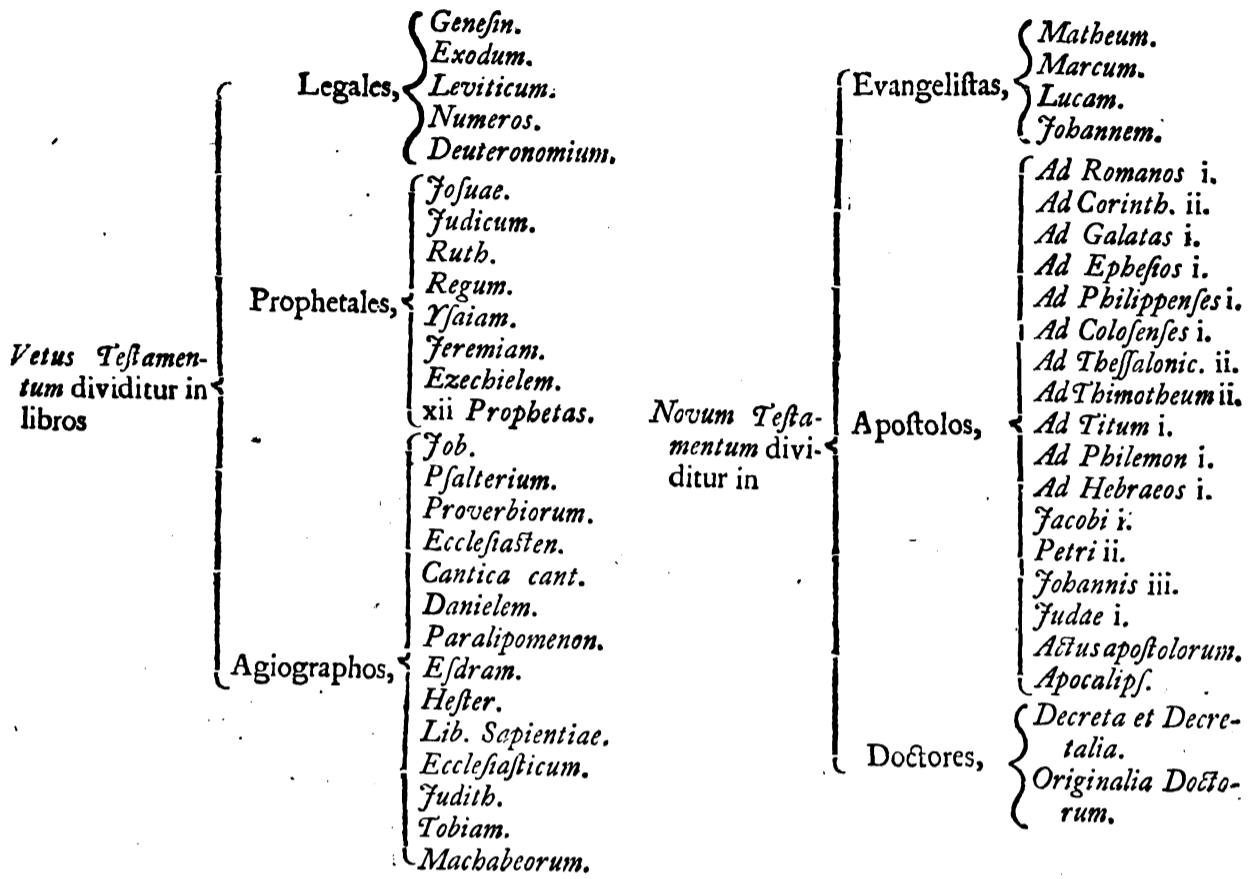 Vetus Teſtamen-
tum dividitur in
libros
Legales,
Geneſin.
Exodum.
Leviticum.
Numeros.
Deuteronomium.
Prophetales,
Joſuae.
Judicum.
Ruth.
Regum.
Yſaiam.
Jeremiam.
Ezechielem.
xii Prophetas.
Agiographos,
Job.
Pſalterium.
Proverbiorum.
Eccleſiaſten.
Cantica cant.
Danielem.
Paralipomenon.
Eſdram.
Heſter.
Lib. Sapientiae.
Eccleſiaſticum.
Judith.
Tobiam.
Machabeorum.
Novum Teſta-
mentum divi-
ditur in
Evangeliſtas,
Matheum.
Marcum.
Lucam.
Johannem.
Apoſtolos,
Ad Romanos i.
Ad Corinth. ii.
Ad Galatas i.
Ad Epheſios i.
Ad Philippenſes i.
Ad Coloſenſes i.
Ad Theſſalonic. ii.
Ad Thimotheum ii.
Ad Titum i.
Ad Philemon i.
Ad Hebraeos i.
Jacobi i.
Petri ii.
Johannis iii.
Judae i.
Actus apoſtolorum.
Apocalipſ.
Doctores,
Decreta et Decre-
talia.
Originalia Docto-
rum.